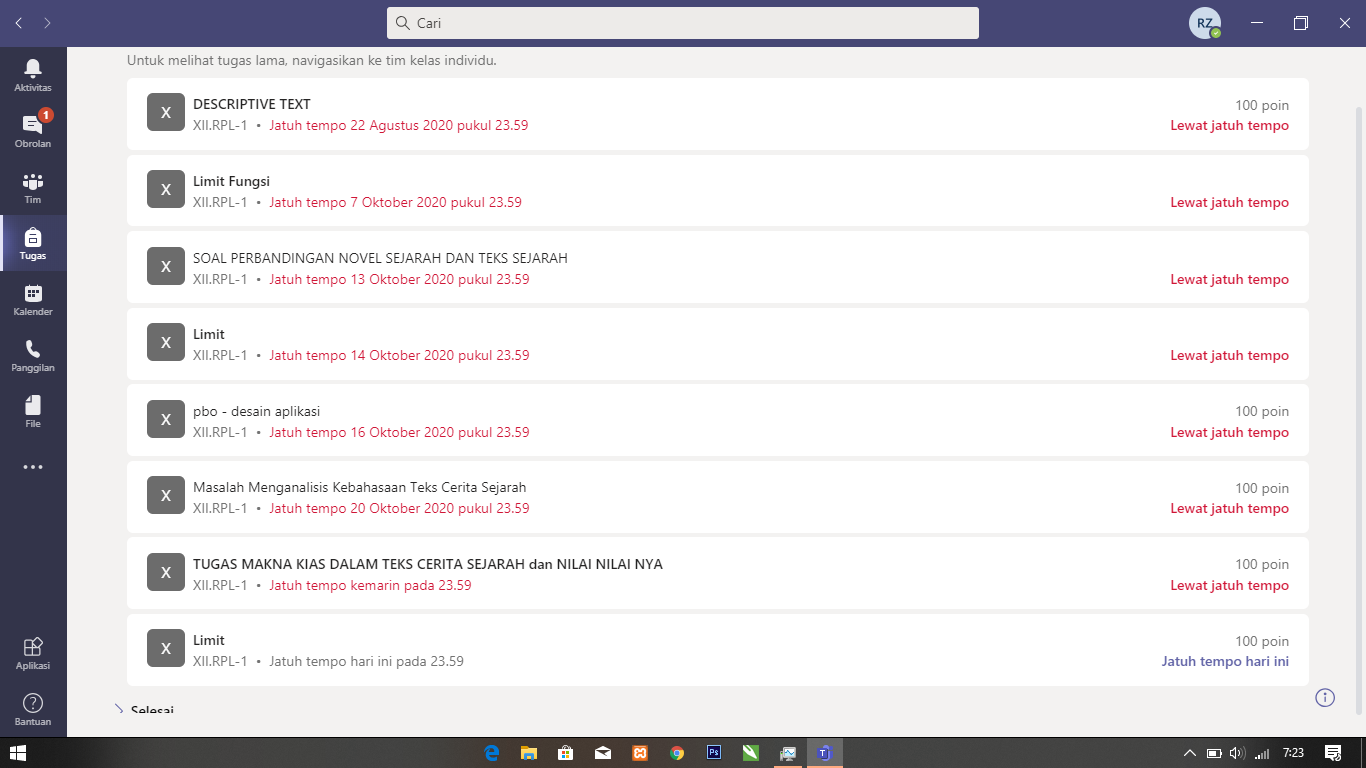 Cari
RZ
Aktivitas
1
Obrolan
Tim
Tugas
Kalender
Panggilan
File
Aplikasi
Bantuan
Untuk melihat tugas lama, navigasikan ke tim kelas individu.
X
DESCRIPTIVE TEXT
100 poin
XII.RPL-1 • Jatuh tempo 22 Agustus 2020 pukul 23.59
Lewat jatuh tempo
X
Limit Fungsi
XII.RPL-1 • Jatuh tempo 7 Oktober 2020 pukul 23.59
Lewat jatuh tempo
X
SOAL PERBANDINGAN NOVEL SEJARAH DAN TEKS SEJARAH
XII.RPL-1 • Jatuh tempo 13 Oktober 2020 pukul 23.59
Lewat jatuh tempo
X
Limit
XII.RPL-1 • Jatuh tempo 14 Oktober 2020 pukul 23.59
Lewat jatuh tempo
X
pbo - desain aplikasi
100 poin
XII.RPL-1 • Jatuh tempo 16 Oktober 2020 pukul 23.59
Lewat jatuh tempo
X
Masalah Menganalisis Kebahasaan Teks Cerita Sejarah
100 poin
XII.RPL-1 • Jatuh tempo 20 Oktober 2020 pukul 23.59
Lewat jatuh tempo
X
TUGAS MAKNA KIAS DALAM TEKS CERITA SEJARAH dan NILAI NILAI NYA
100 poin
XII.RPL-1 • Jatuh tempo kemarin pada 23.59
Lewat jatuh tempo
X
Limit
100 poin
XII.RPL-1 • Jatuh tempo hari ini pada 23.59
Jatuh tempo hari ini
Selesai
Ps
7:23